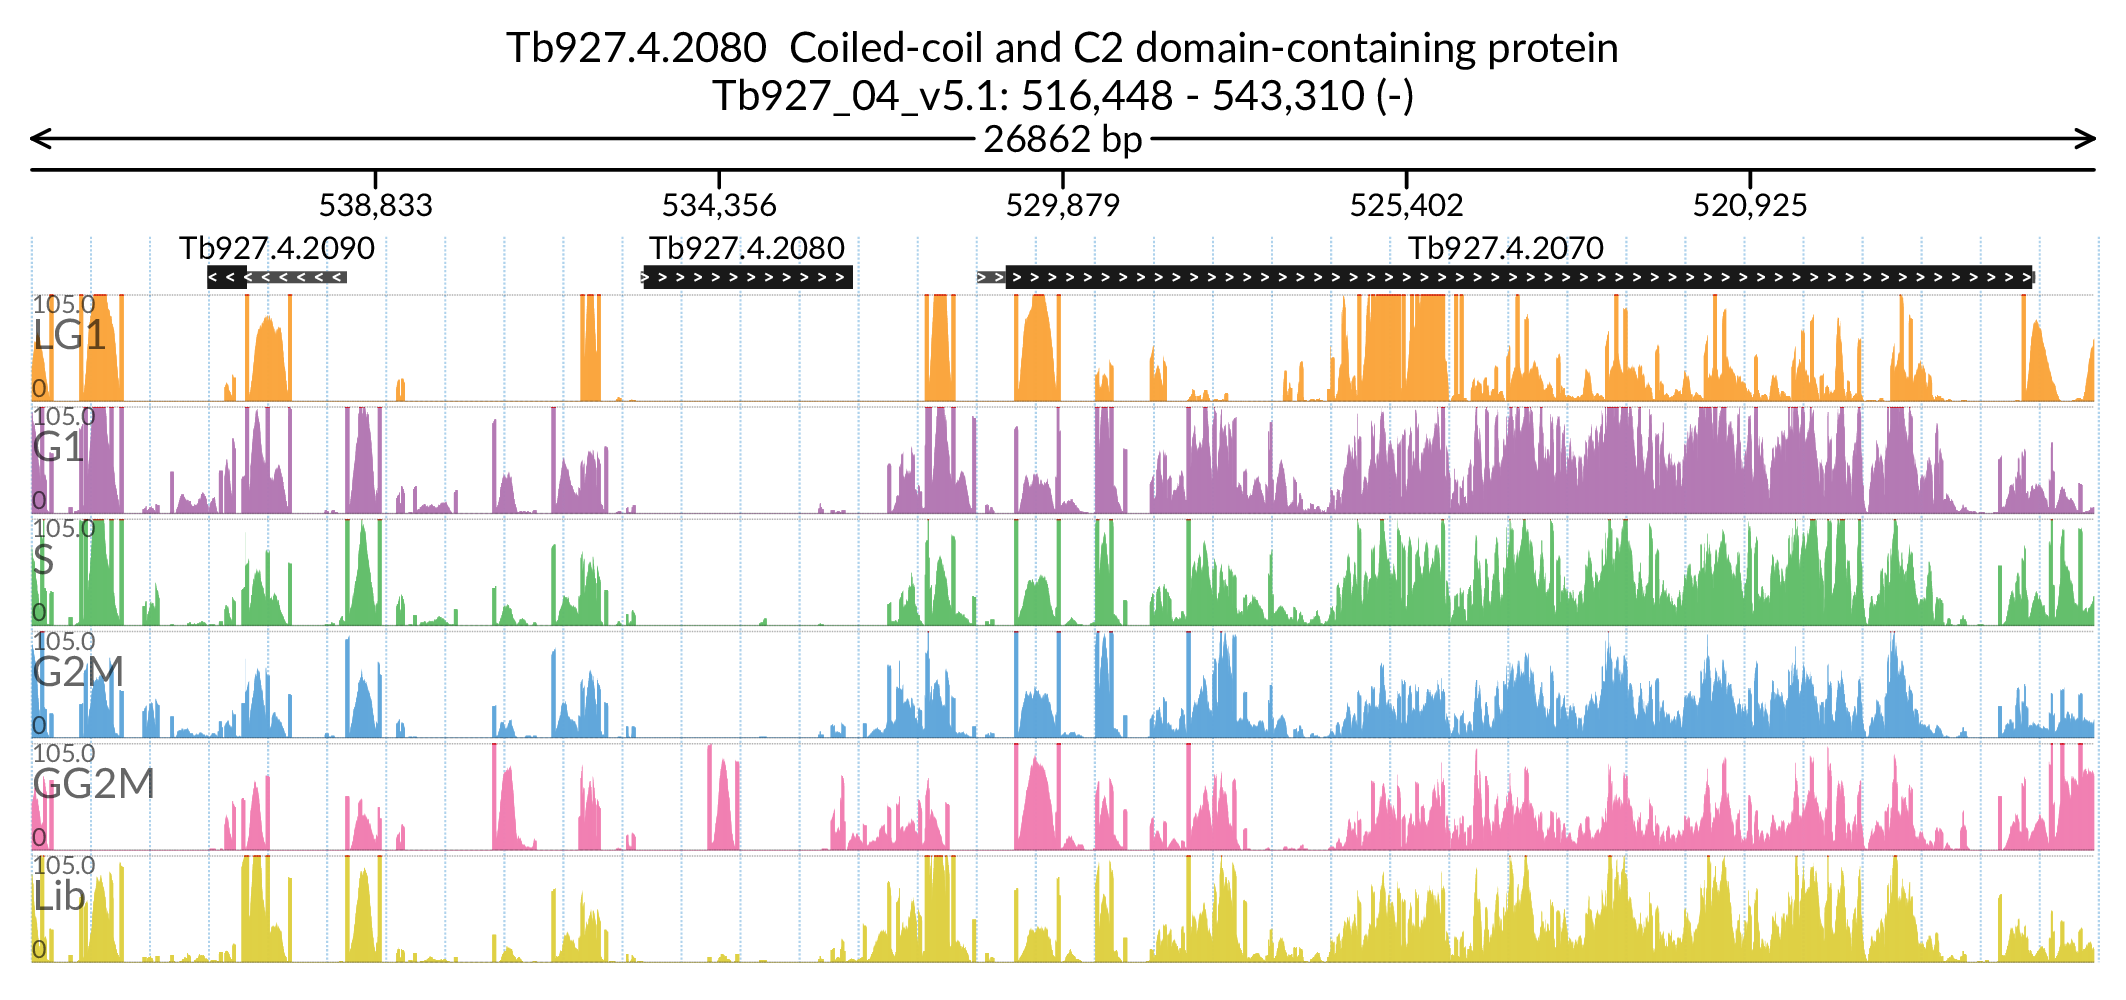 Tb927.4.2080  Coiled-coil and C2 domain-containing protein
Tb927_04_v5.1: 516,448 - 543,310 (-)
26862 bp
538,833 534,356 529,879 525,402 520,925
Tb927.4.2090 Tb927.4.2080 Tb927.4.2070
105.0
LG1
0
105.0
G1
0
105.0
S
0
105.0
G2M
0
105.0
GG2M
0
105.0
Lib
0